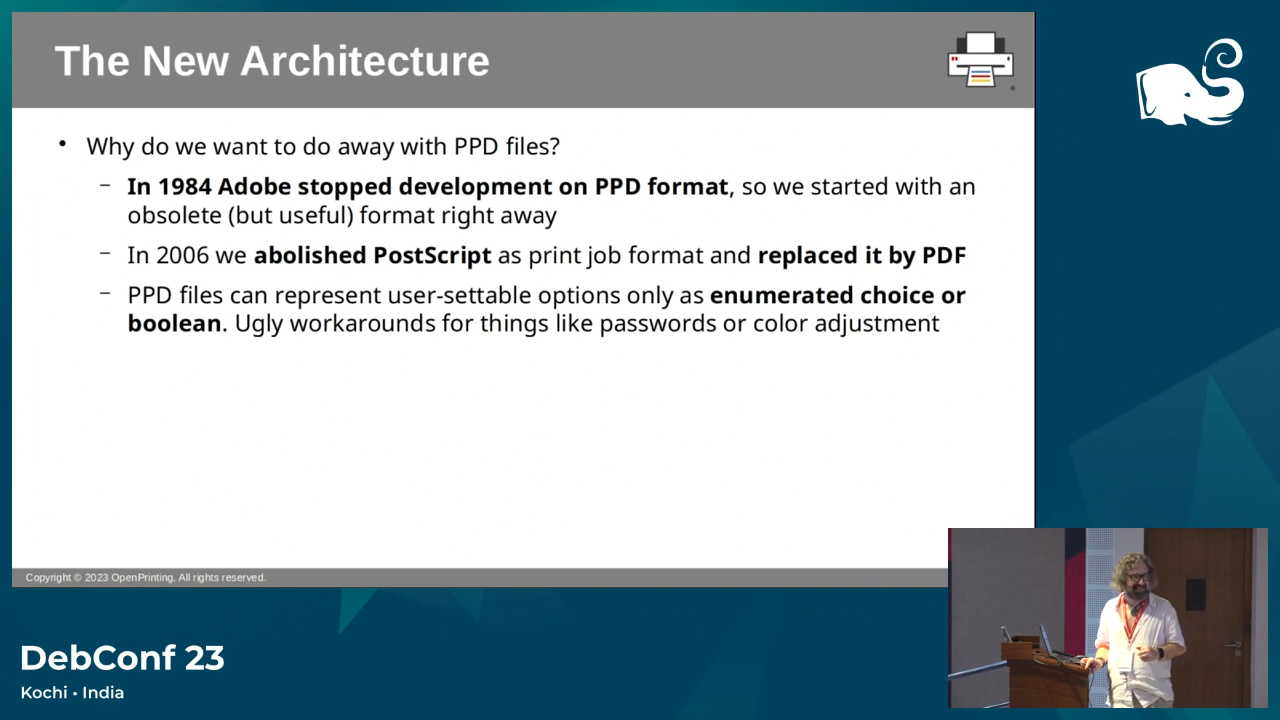 The New Architecture
• Why do we want to do away with PPD files?
– In 1984 Adobe stopped development on PPD format, so we started with an
obsolete (but useful) format right away
– In 2006 we abolished PostScript as print job format and replaced it by PDF
– PPD files can represent user-settable options only as enumerated choice or
boolean. Ugly workarounds for things like passwords or color adjustment
Copyright © 2023 OpenPrinting. All rights reserved.
DebConf 23
Kochi • India